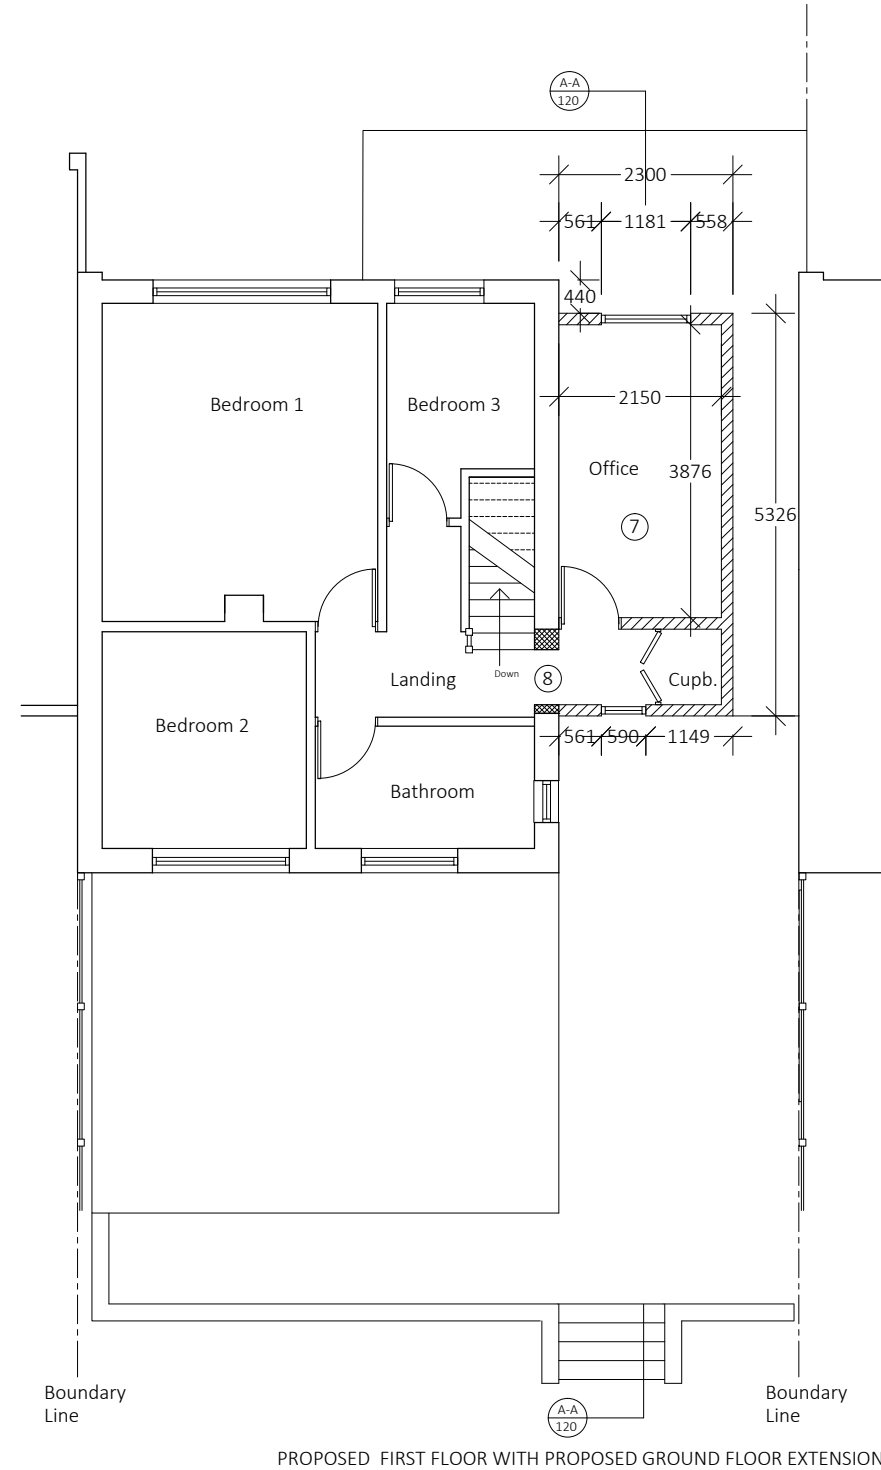 A-A
120
2300
561
1181
558
440
Bedroom 1
Bedroom 3
2150
Office
3876
7
5326
Landing
Down
8
Cupb.
Bedroom 2
561
590
1149
Bathroom
Boundary
Line
Boundary
Line
A-A
120
PROPOSED FIRST FLOOR WITH PROPOSED GROUND FLOOR EXTENSION